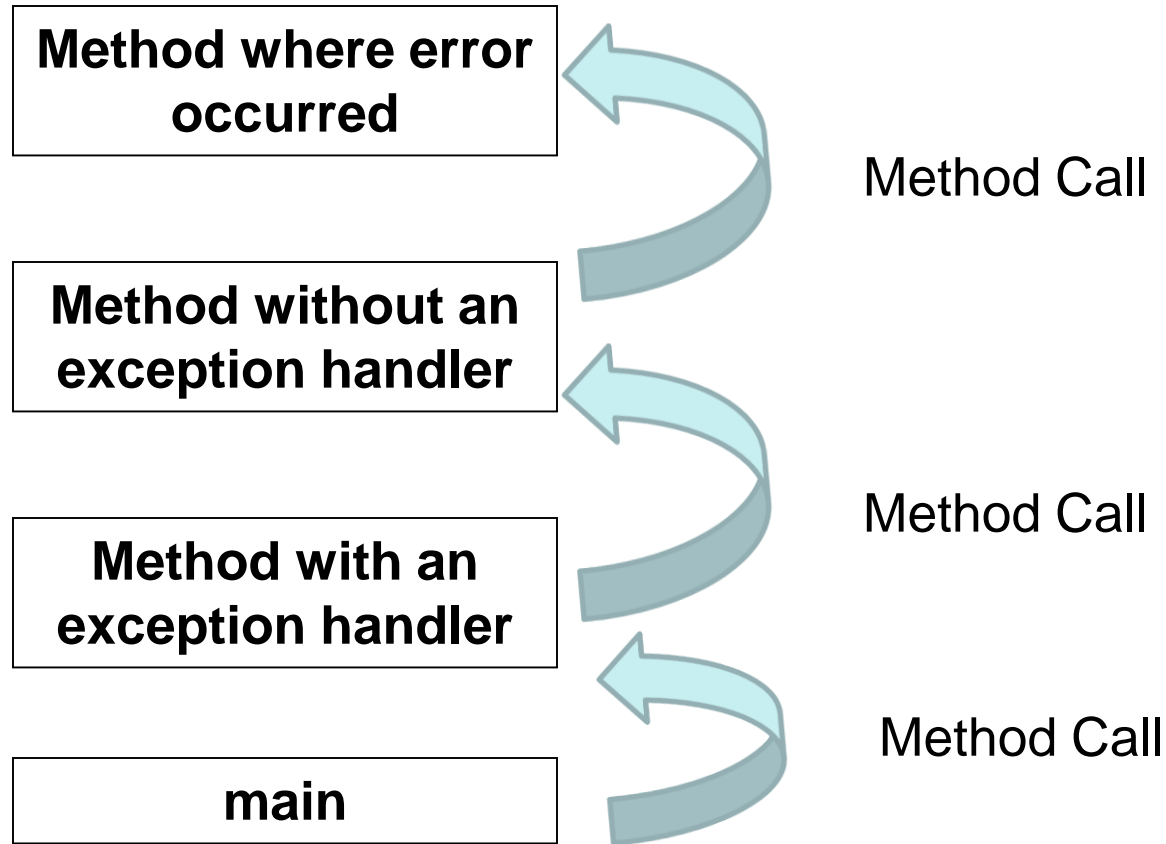 Method where error
occurred
Method Call
Method without an
exception handler
Method Call
Method with an
exception handler
Method Call
main